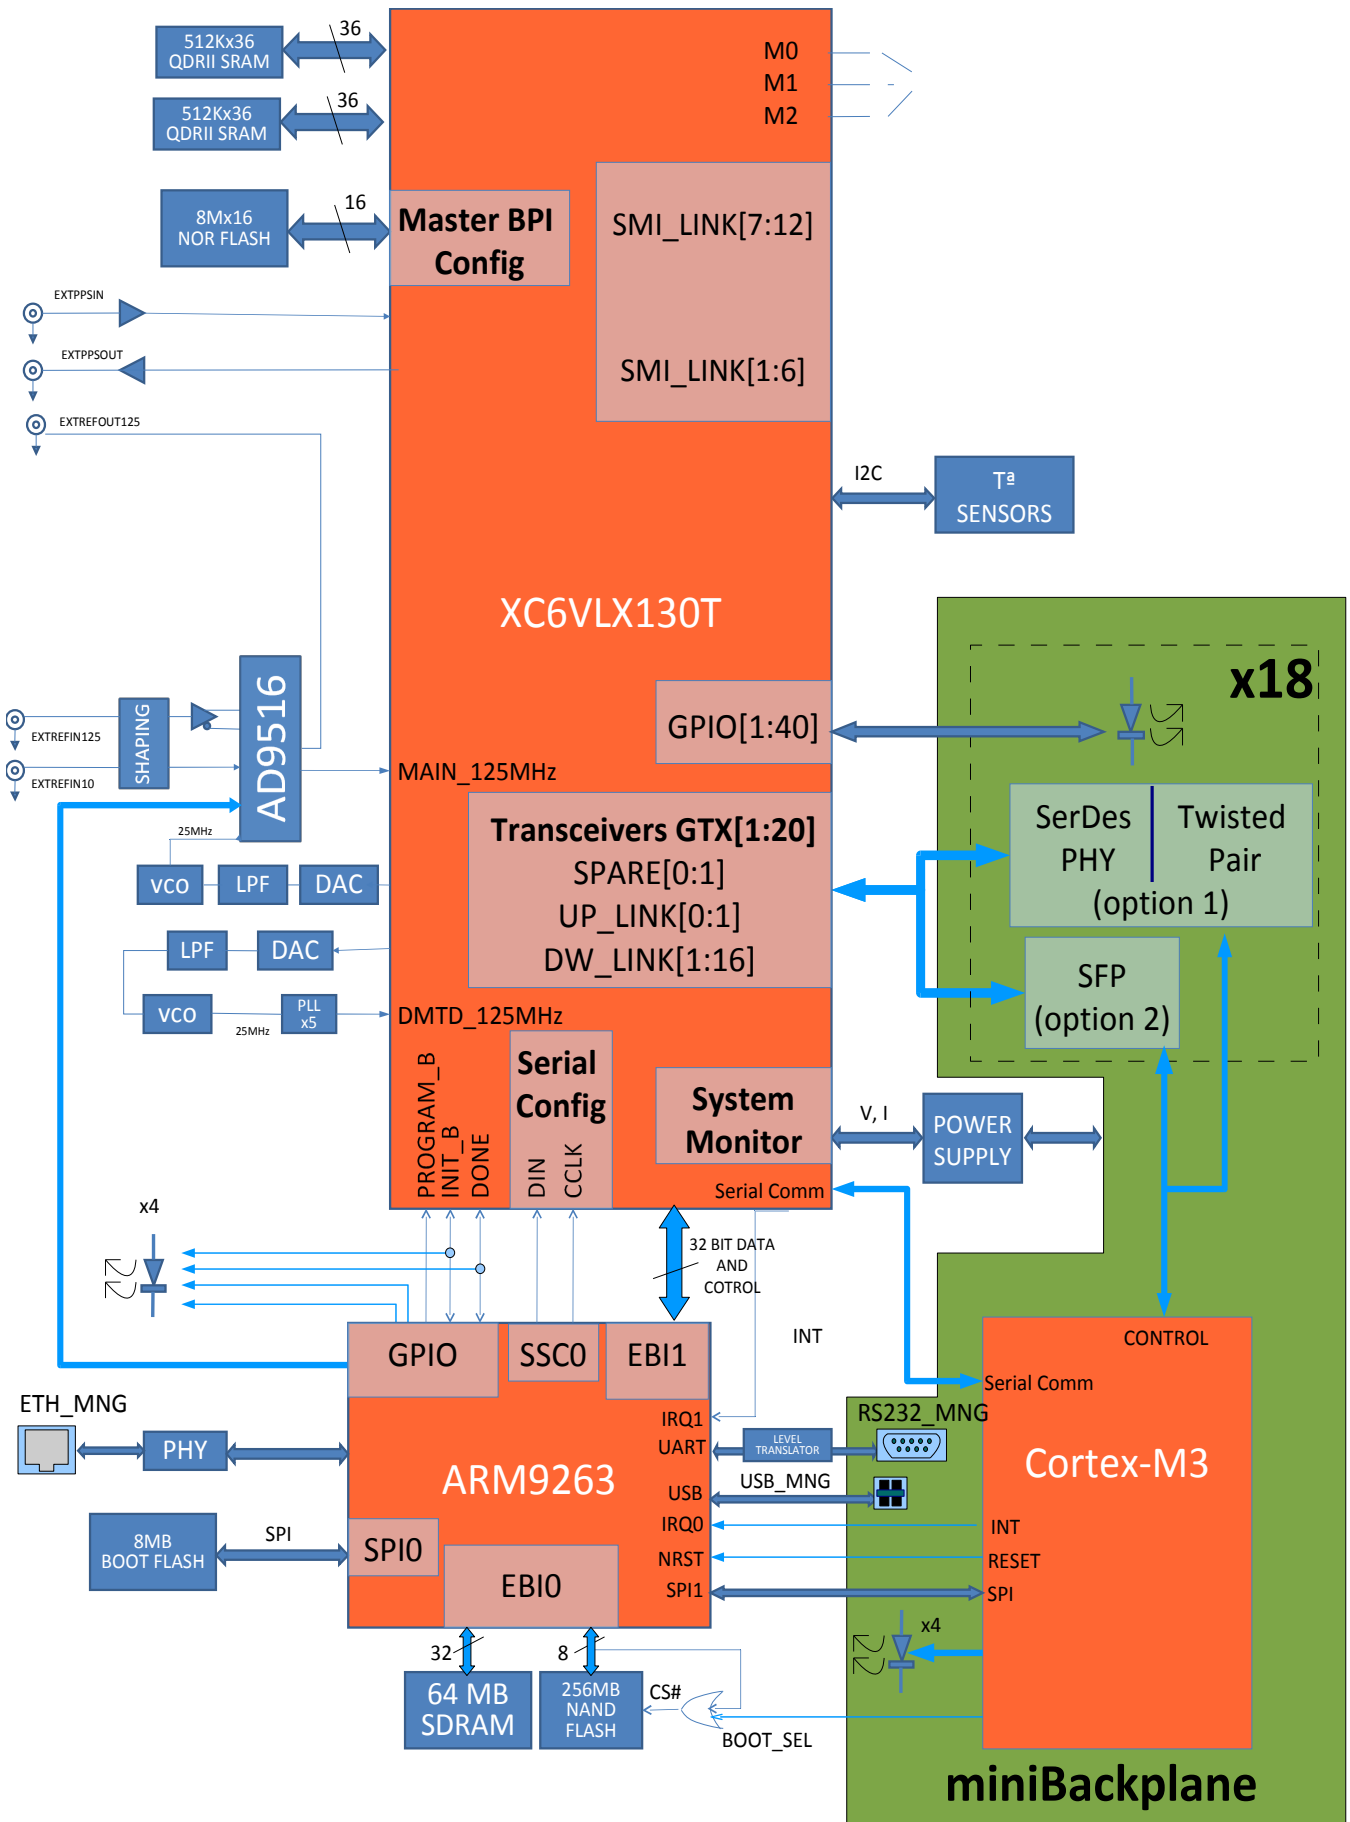 512Kx36
QDRII SRAM
36
512Kx36
QDRII SRAM
36
8Mx16
NOR FLASH
16
Master BPI
Config
M0
M1
M2
SMI_LINK[7:12]
SMI_LINK[1:6]
EXTPPSIN
EXTPPSOUT
EXTREFOUT125
I2C
Tª
SENSORS
XC6VLX130T
x18
GPIO[1:40]
EXTREFIN125
EXTREFIN10
SHAPING
AD9516
MAIN_125MHz
25MHz
VCO
LPF
DAC
Transceivers GTX[1:20]
SPARE[0:1]
UP_LINK[0:1]
DW_LINK[1:16]
SerDes
PHY
Twisted
Pair
(option 1)
SFP
(option 2)
LPF
DAC
VCO
25MHz
PLL
x5
DMTD_125MHz
PROGRAM_B
INIT_B
DONE
Serial
Config
DIN
CCLK
System
Monitor
V, I
POWER
SUPPLY
Serial Comm
x4
32 BIT DATA
AND
COTROL
INT
GPIO
SSC0
EBI1
CONTROL
Serial Comm
ETH_MNG
PHY
IRQ1
UART
LEVEL
TRANSLATOR
RS232_MNG
ARM9263
Cortex-M3
USB
USB_MNG
IRQ0
INT
8MB
BOOT FLASH
SPI
SPI0
NRST
RESET
EBI0
SPI1
SPI
x4
32
8
64 MB
SDRAM
256MB
NAND
FLASH
CS#
BOOT_SEL
miniBackplane